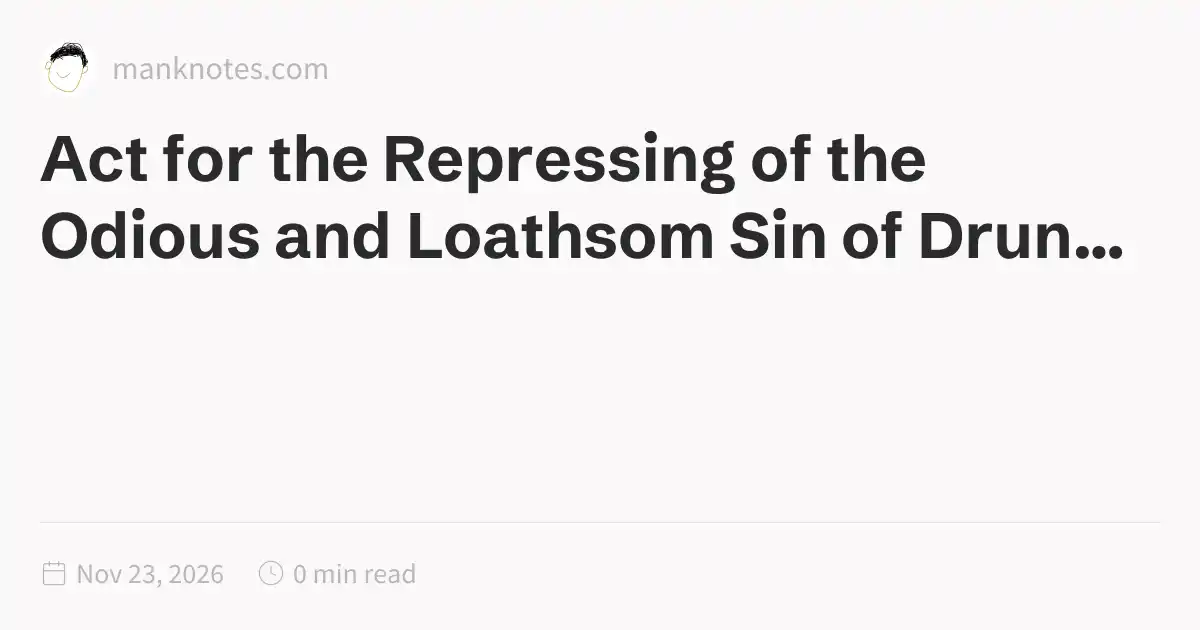 manknotes.com
Act for the Repressing of the
Odious and Loathsom Sin of Drun...
Nov 23, 2026
0 min read